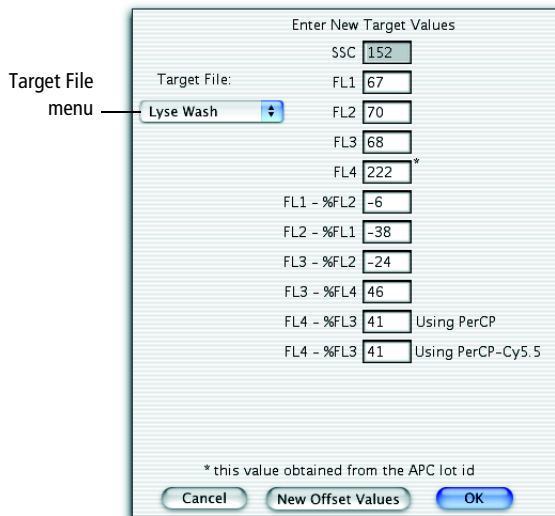 Enter New Target Values
SSC 152
Target File:
FL1 67
Target File
menu
Lyse Wash
FL2 70
FL3 68
FL4 222 *
FL1 - %FL2 -6
FL2 - %FL1 -38
FL3 - %FL2 -24
FL3 - %FL4 46
FL4 - %FL3 41 Using PerCP
FL4 - %FL3 41 Using PerCP-Cy5.5
* this value obtained from the APC lot id
Cancel New Offset Values OK